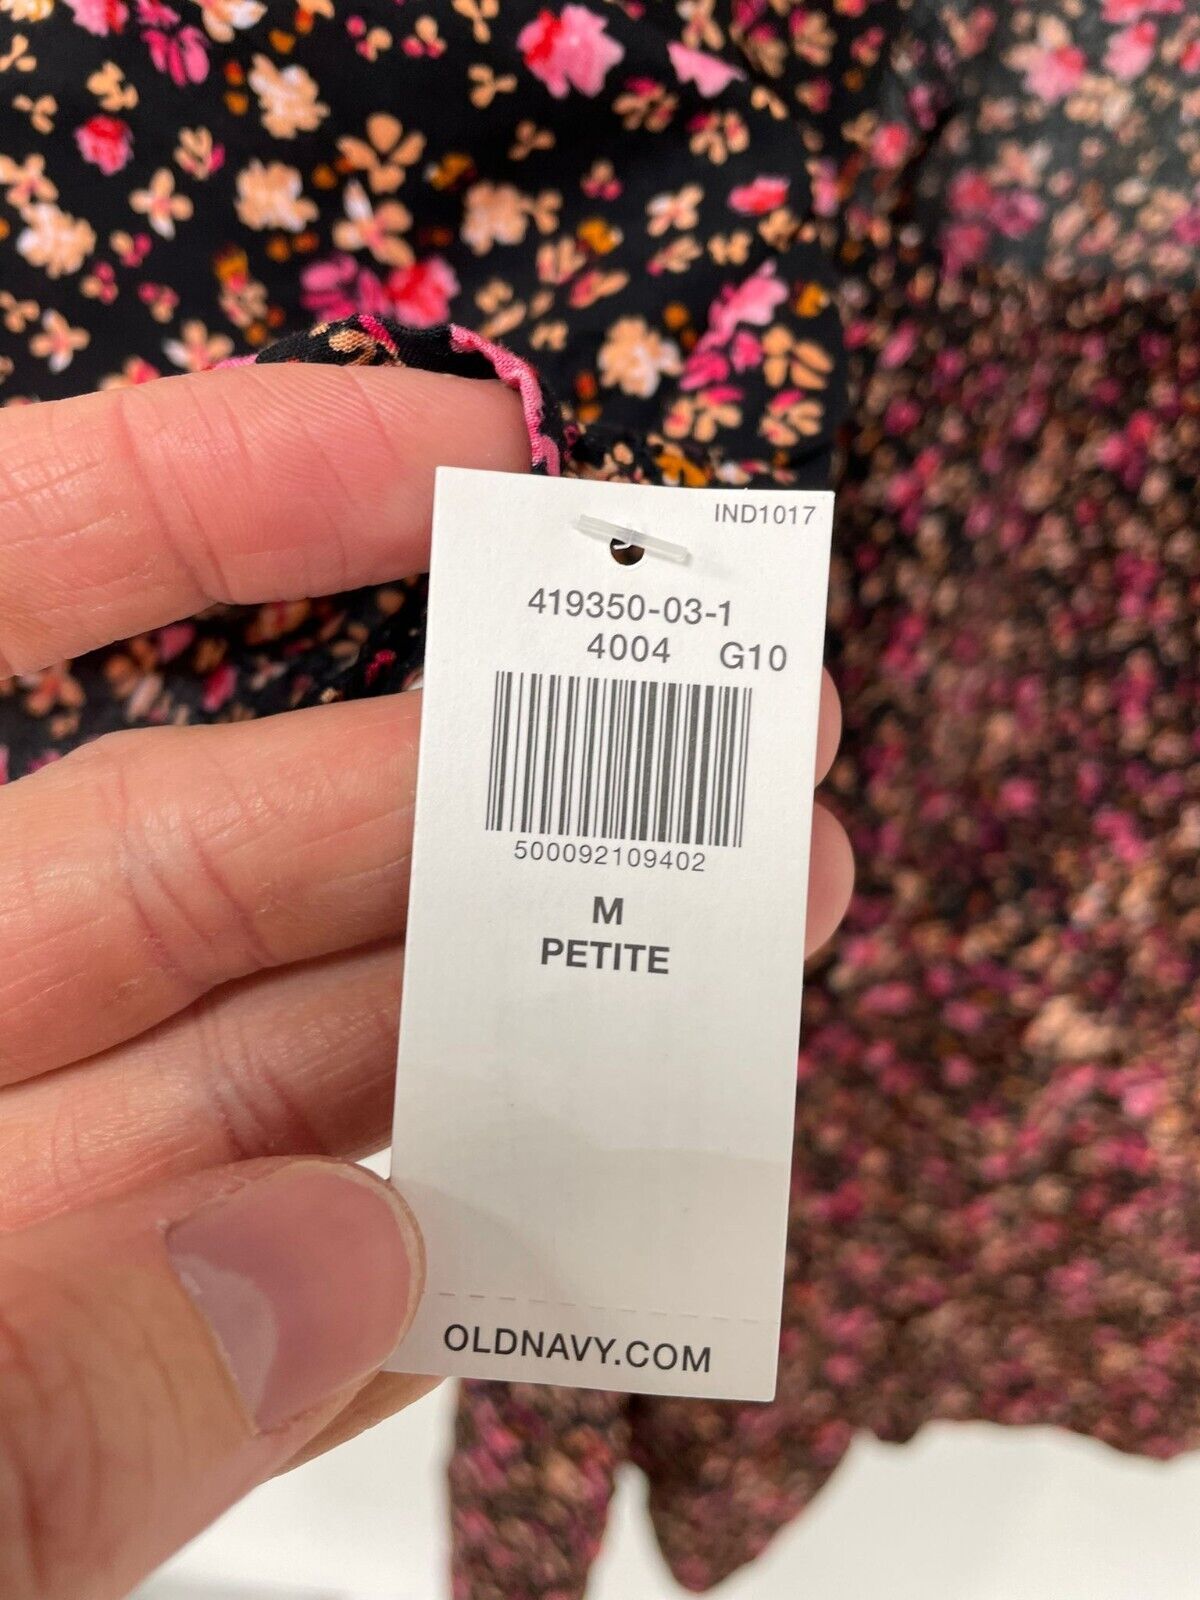 IND1017
419350-03-1
4004 G10
500092109402
M
PETITE
OLDNAVY.COM